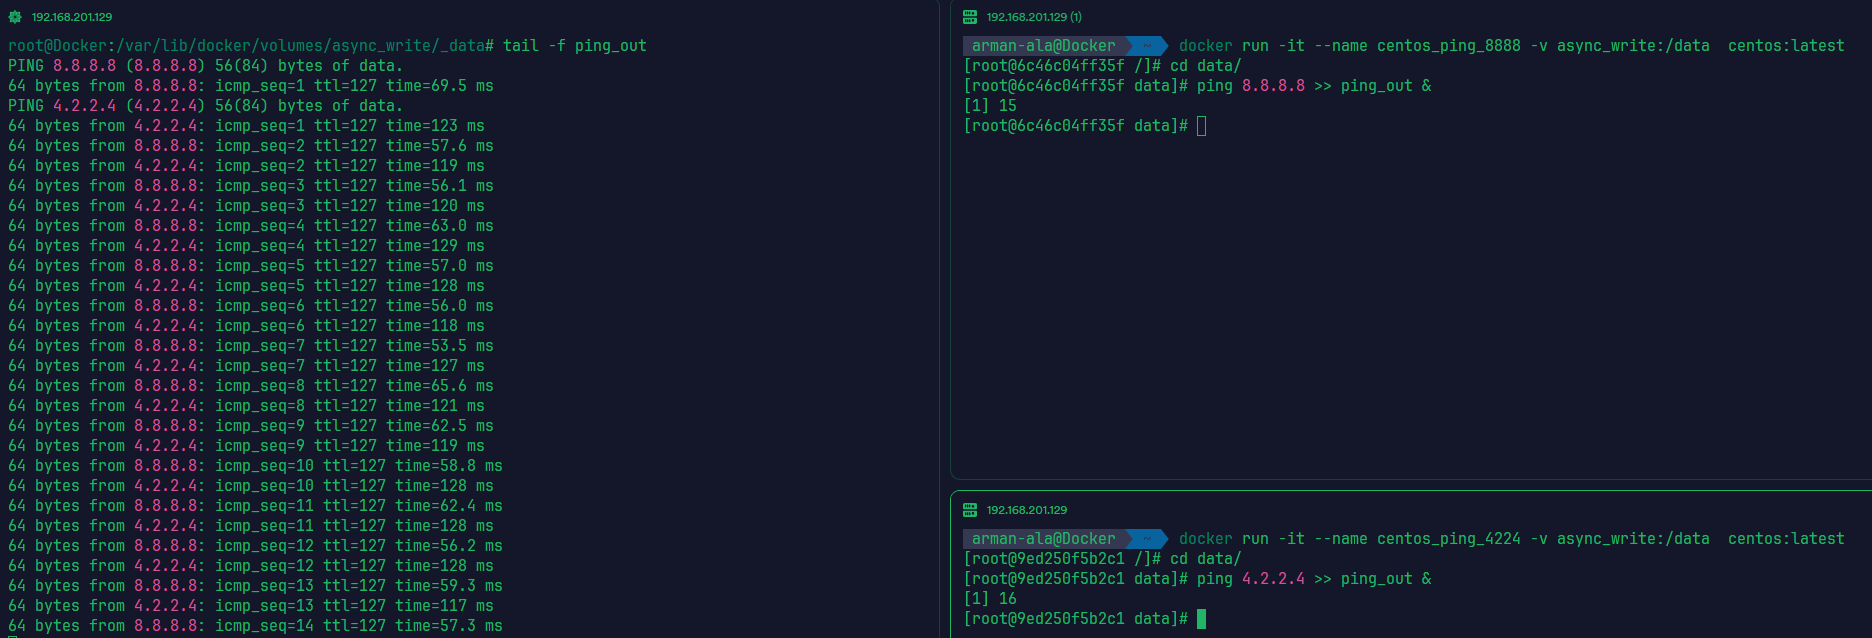 192.168.201.129
root@Docker:/var/lib/docker/volumes/async_write/_data# tail -f ping_out
PING 8.8.8.8 (8.8.8.8) 56(84) bytes of data.
64 bytes from 8.8.8.8: icmp_seq=1 ttl=127 time=69.5 ms
PING 4.2.2.4 (4.2.2.4) 56(84) bytes of data.
64 bytes from 4.2.2.4: icmp_seq=1 ttl=127 time=123 ms
64 bytes from 8.8.8.8: icmp_seq=2 ttl=127 time=57.6 ms
64 bytes from 4.2.2.4: icmp_seq=2 ttl=127 time=119 ms
64 bytes from 8.8.8.8: icmp_seq=3 ttl=127 time=56.1 ms
64 bytes from 4.2.2.4: icmp_seq=3 ttl=127 time=120 ms
64 bytes from 8.8.8.8: icmp_seq=4 ttl=127 time=63.0 ms
64 bytes from 4.2.2.4: icmp_seq=4 ttl=127 time=129 ms
64 bytes from 8.8.8.8: icmp_seq=5 ttl=127 time=57.0 ms
64 bytes from 4.2.2.4: icmp_seq=5 ttl=127 time=128 ms
64 bytes from 8.8.8.8: icmp_seq=6 ttl=127 time=56.0 ms
64 bytes from 4.2.2.4: icmp_seq=6 ttl=127 time=118 ms
64 bytes from 8.8.8.8: icmp_seq=7 ttl=127 time=53.5 ms
64 bytes from 4.2.2.4: icmp_seq=7 ttl=127 time=127 ms
64 bytes from 8.8.8.8: icmp_seq=8 ttl=127 time=65.6 ms
64 bytes from 4.2.2.4: icmp_seq=8 ttl=127 time=121 ms
64 bytes from 8.8.8.8: icmp_seq=9 ttl=127 time=62.5 ms
64 bytes from 4.2.2.4: icmp_seq=9 ttl=127 time=119 ms
64 bytes from 8.8.8.8: icmp_seq=10 ttl=127 time=58.8 ms
64 bytes from 4.2.2.4: icmp_seq=10 ttl=127 time=128 ms
64 bytes from 8.8.8.8: icmp_seq=11 ttl=127 time=62.4 ms
64 bytes from 4.2.2.4: icmp_seq=11 ttl=127 time=128 ms
64 bytes from 8.8.8.8: icmp_seq=12 ttl=127 time=56.2 ms
64 bytes from 4.2.2.4: icmp_seq=12 ttl=127 time=128 ms
64 bytes from 8.8.8.8: icmp_seq=13 ttl=127 time=59.3 ms
64 bytes from 4.2.2.4: icmp_seq=13 ttl=127 time=117 ms
64 bytes from 8.8.8.8: icmp_seq=14 ttl=127 time=57.3 ms
192.168.201.129 (1)
arman-ala@Docker ~ docker run -it --name centos_ping_8888 -v async_write:/data  centos:latest
[root@6c46c04ff35f /]# cd data/
[root@6c46c04ff35f data]# ping 8.8.8.8 >> ping_out &
[1] 15
[root@6c46c04ff35f data]#
192.168.201.129
arman-ala@Docker ~ docker run -it --name centos_ping_4224 -v async_write:/data  centos:latest
[root@9ed250f5b2c1 /]# cd data/
[root@9ed250f5b2c1 data]# ping 4.2.2.4 >> ping_out &
[1] 16
[root@9ed250f5b2c1 data]#